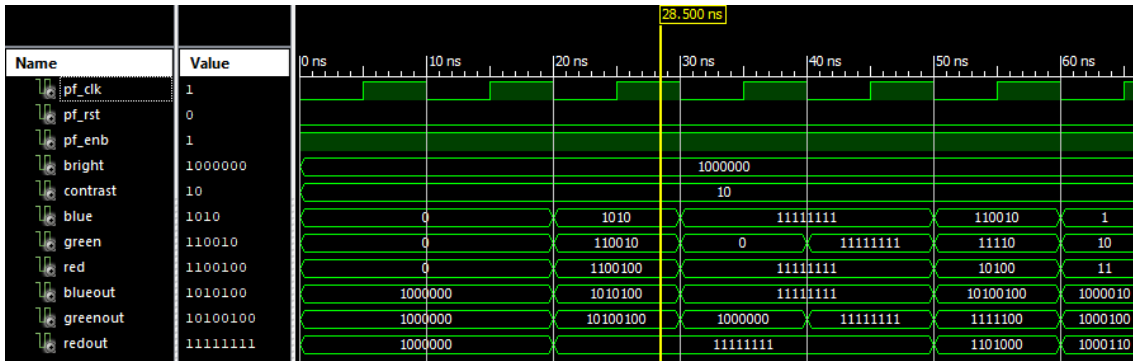 28.500 ns
Name Value 0 ns 10 ns 20 ns 30 ns 40 ns 50 ns 60 ns
pf_clk 1
pf_rst 0
pf_enb 1
bright 1000000 1000000
contrast 10 10
blue 1010 0 1010 11111111 110010 1
green 110010 0 110010 0 11111111 11110 10
red 1100100 0 1100100 11111111 10100 11
blueout 1010100 1000000 1010100 11111111 10100100 1000010
greenout 10100100 1000000 10100100 1000000 11111111 1111100 1000100
redout 11111111 1000000 11111111 1101000 1000110